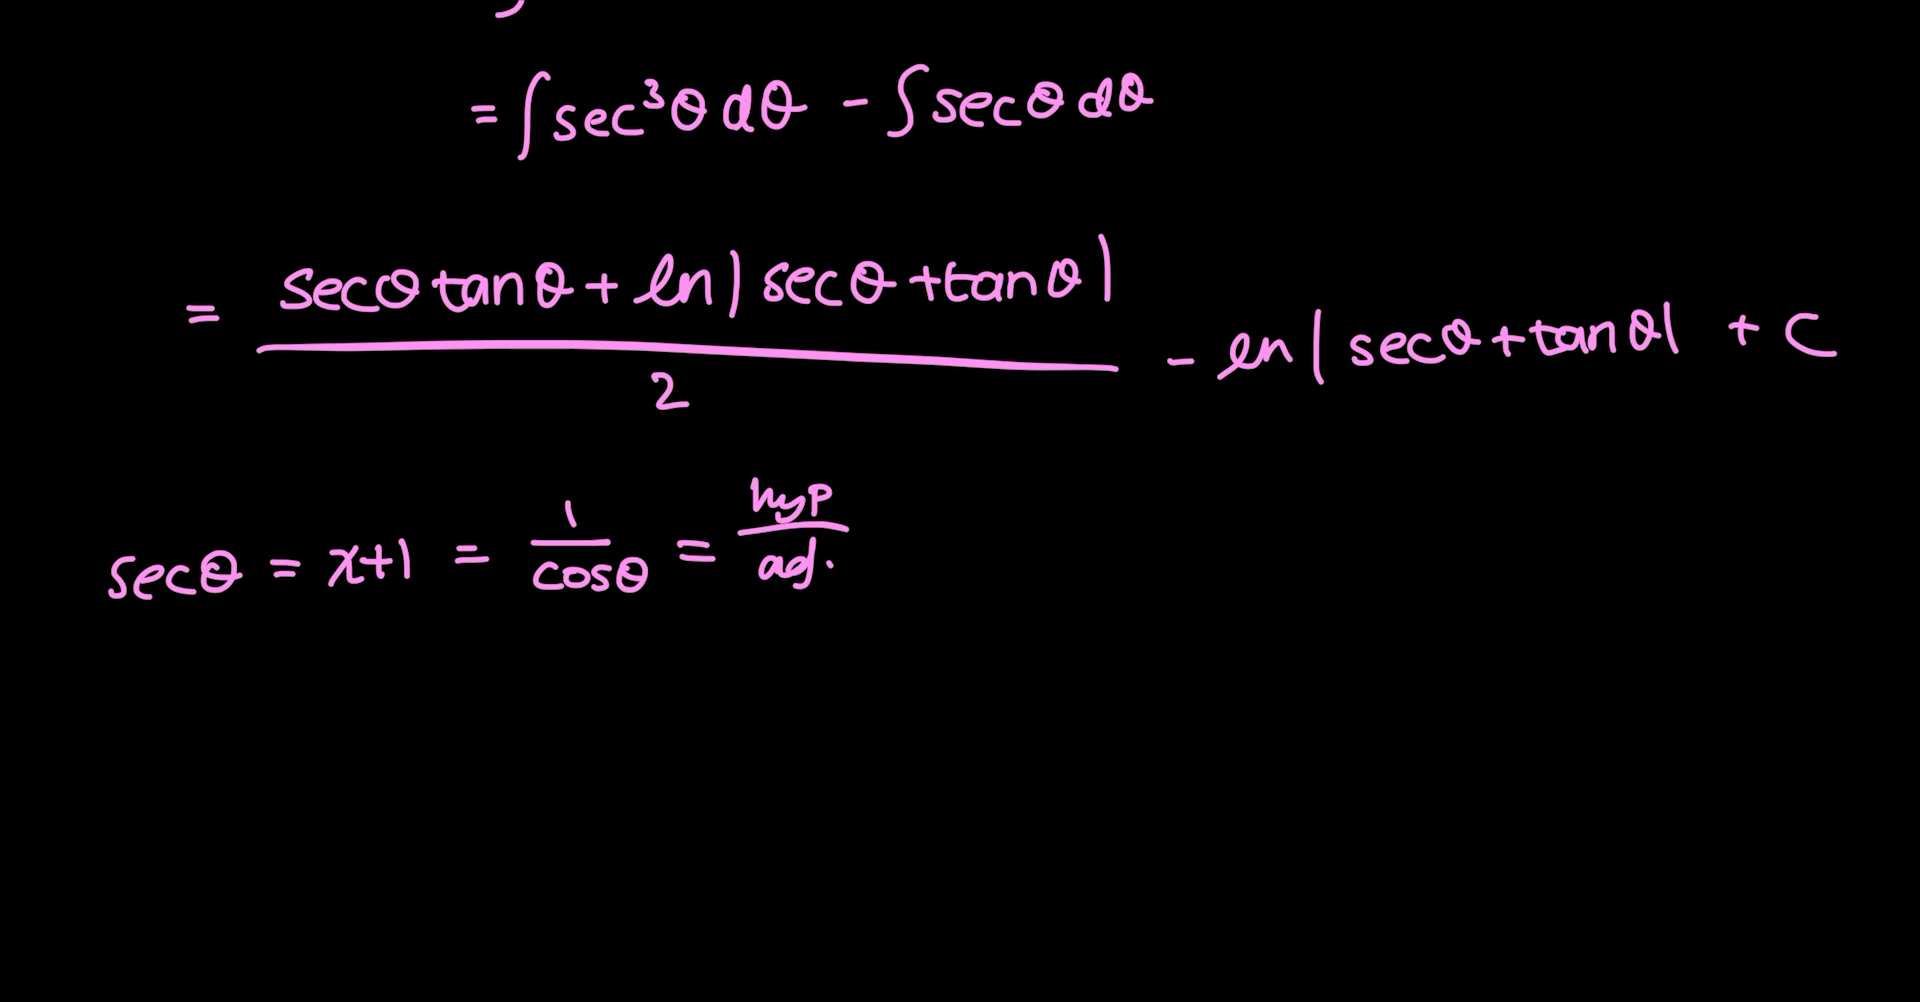 = ∫ sec³θ dθ - ∫ secθ dθ
= (secθ tanθ + ln|secθ + tanθ|) / 2 - ln|secθ + tanθ| + C
secθ = x+1 = 1/cosθ = hyp/adj.